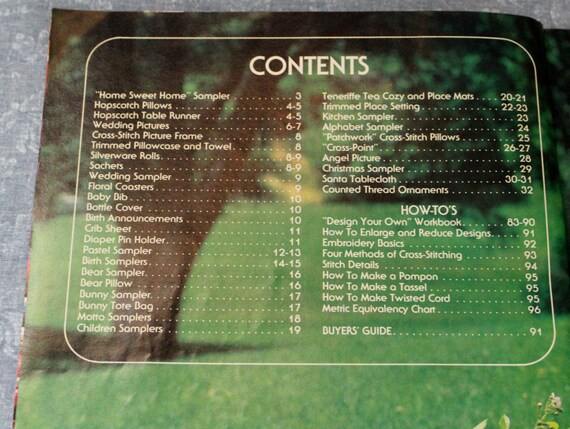 CONTENTS
"Home Sweet Home" Sampler 3
Hopscotch Pillows 4-5
Hopscotch Table Runner 4-5
Wedding Pictures 6-7
Cross-Stitch Picture Frame 8
Trimmed Pillowcase and Towel 8
Silverware Rolls 8-9
Sachers 8-9
Wedding Sampler 9
Floral Coasters 9
Baby Bib 10
Bottle Cover 10
Birth Announcements 10
Crib Sheet 11
Diaper Pin Holder 11
Pastel Sampler 12-13
Birth Samplers 14-15
Bear Sampler 16
Bear Pillow 16
Bunny Sampler 17
Bunny Tote Bag 17
Motto Samplers 18
Children Samplers 19
Teneriffe Tea Cozy and Place Mats 20-21
Trimmed Place Setting 22-23
Kitchen Sampler 23
Alphabet Sampler 24
"Patchwork" Cross-Stitch Pillows 25
"Cross-Point" 26-27
Angel Picture 28
Christmas Sampler 29
Santa Tablecloth 30-31
Counted Thread Ornaments 32
HOW-TO'S
"Design Your Own" Workbook 83-90
How To Enlarge and Reduce Designs 91
Embroidery Basics 92
Four Methods of Cross-Stitching 93
Stitch Details 94
How To Make a Pompon 95
How To Make a Tassel 95
How To Make Twisted Cord 95
Metric Equivalency Chart 96
BUYERS' GUIDE 91